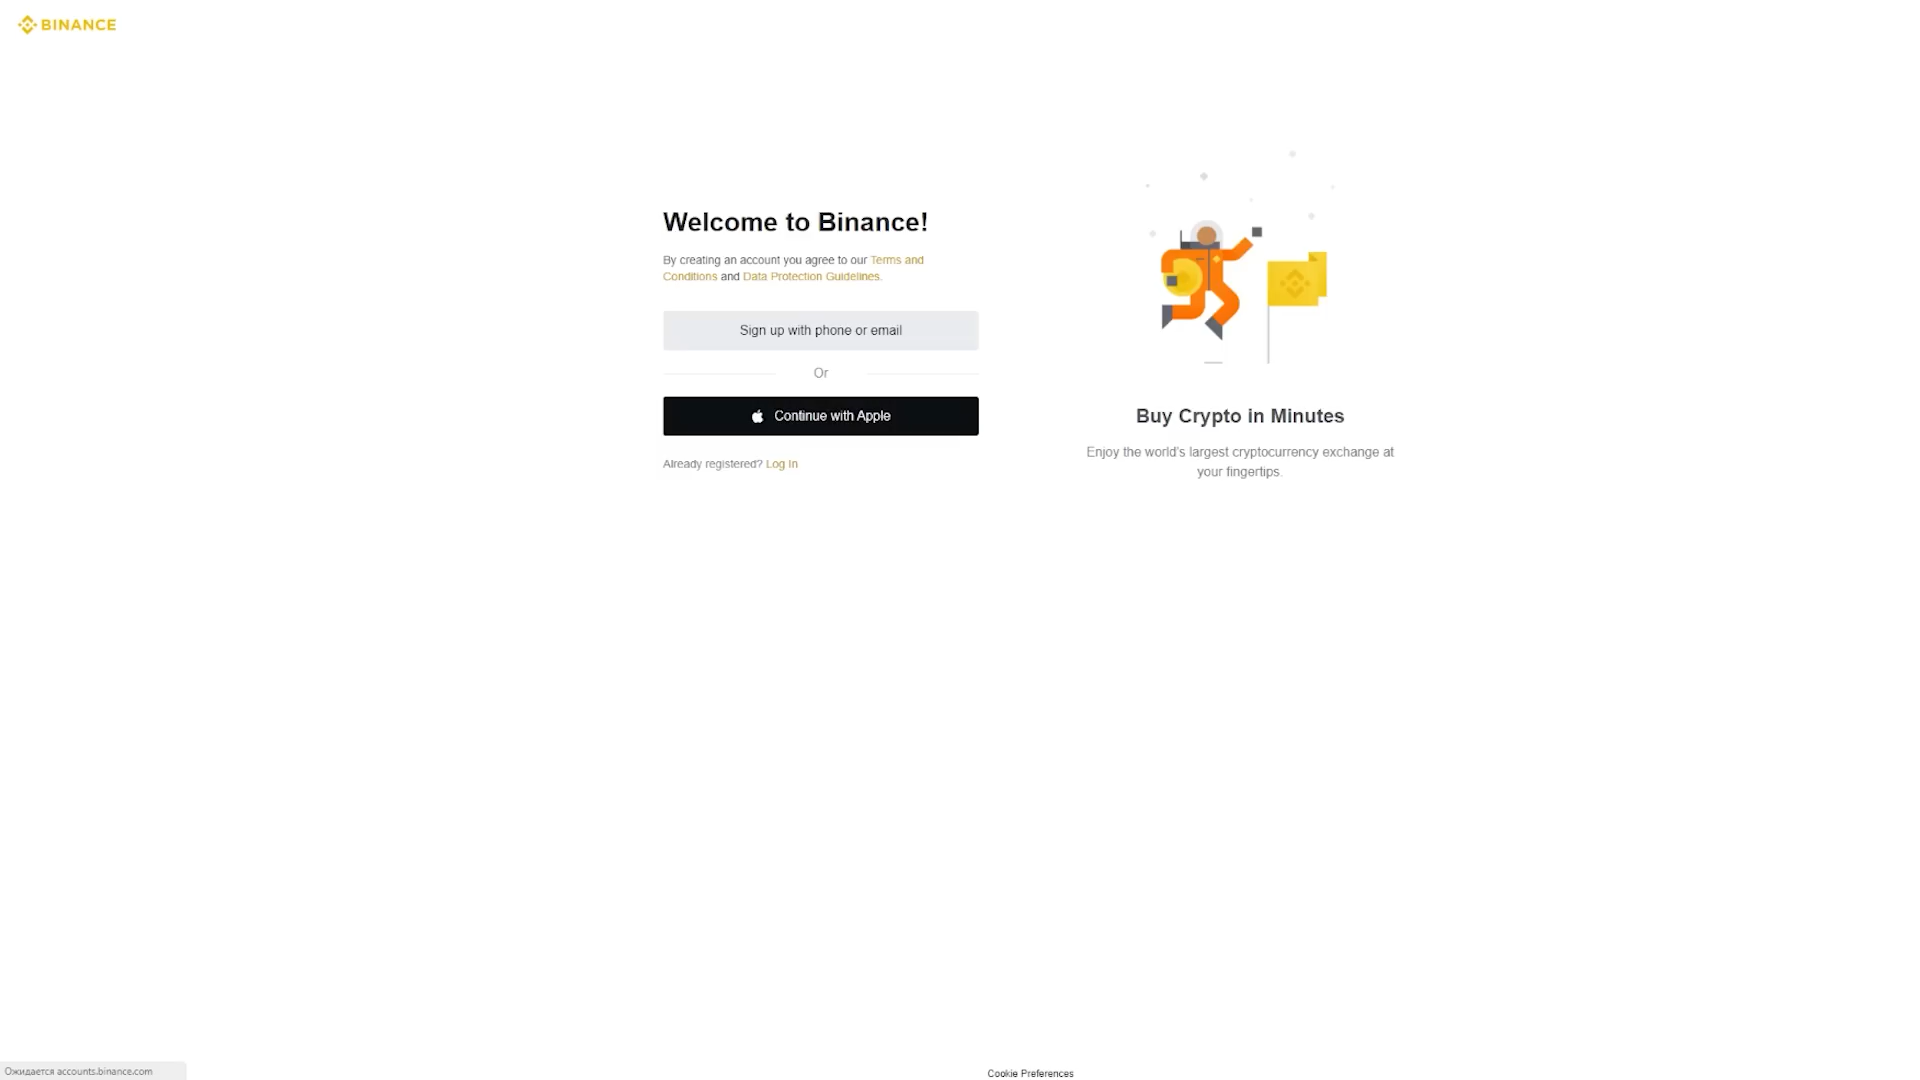 BINANCE
Welcome to Binance!
By creating an account you agree to our Terms and
Conditions and Data Protection Guidelines.
Sign up with phone or email
Or
Continue with Apple
Already registered? Log In
Buy Crypto in Minutes
Enjoy the world's largest cryptocurrency exchange at
your fingertips.
Ожидается accounts.binance.com
Cookie Preferences